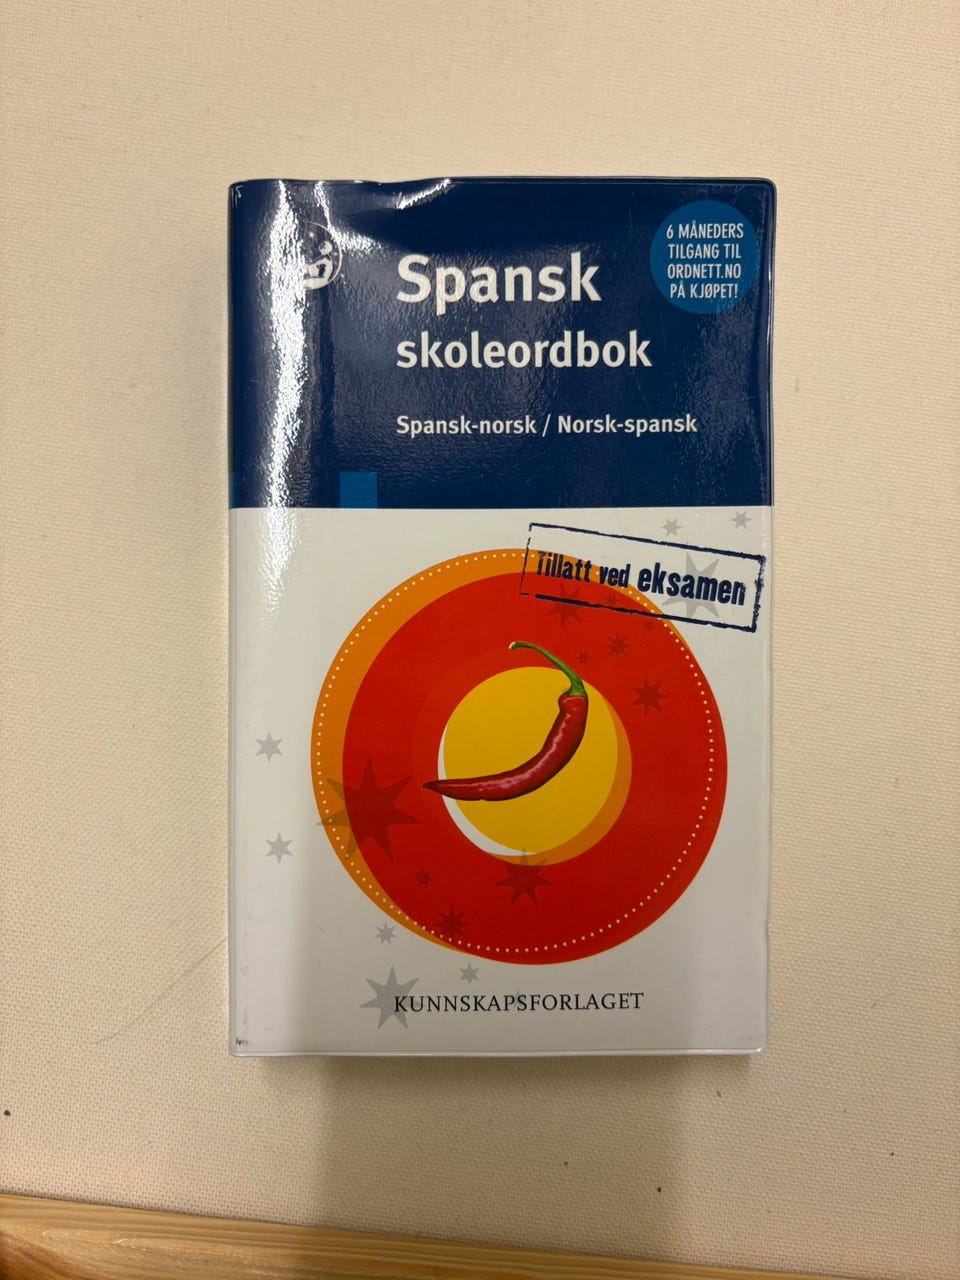 Spansk
skoleordbok
Spansk-norsk / Norsk-spansk
6 MÅNEDERS
TILGANG TIL
ORDNETT.NO
PÅ KJØPET!
Tillatt ved eksamen
KUNNSKAPSFORLAGET